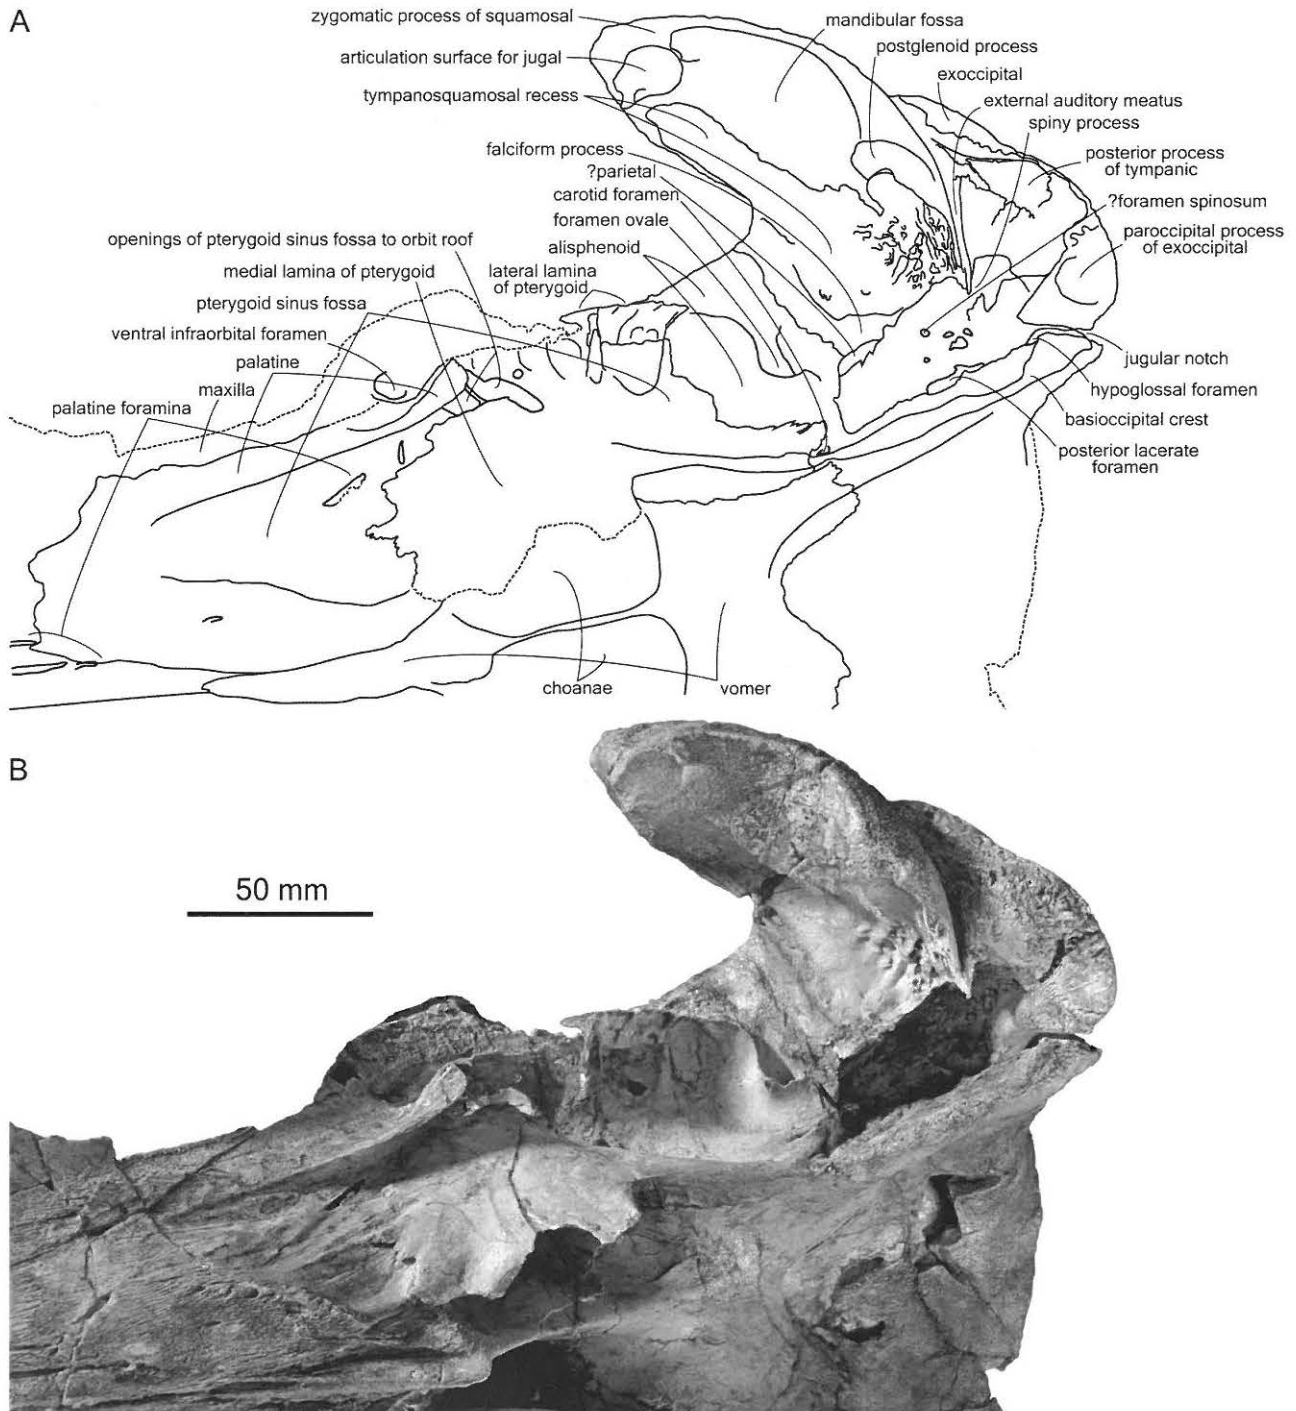 A
zygomatic process of squamosal
mandibular fossa
postglenoid process
articulation surface for jugal
exoccipital
tympanosquamosal recess
external auditory meatus
spiny process
falciform process
posterior process
of tympanic
?parietal
carotid foramen
?foramen spinosum
foramen ovale
paroccipital process
of exoccipital
openings of pterygoid sinus fossa to orbit roof
alisphenoid
medial lamina of pterygoid
lateral lamina
of pterygoid
pterygoid sinus fossa
ventral infraorbital foramen
jugular notch
palatine
maxilla
hypoglossal foramen
palatine foramina
basioccipital crest
posterior lacerate
foramen
choanae
vomer
B
50 mm